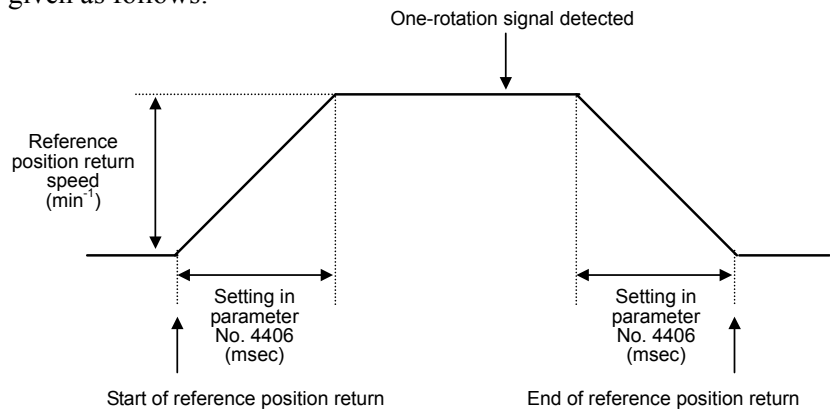 given as follows.
One-rotation signal detected
Reference
position return
speed
(min-1)
Setting in
parameter
No. 4406
(msec)
Setting in
parameter
No. 4406
(msec)
Start of reference position return
End of reference position return